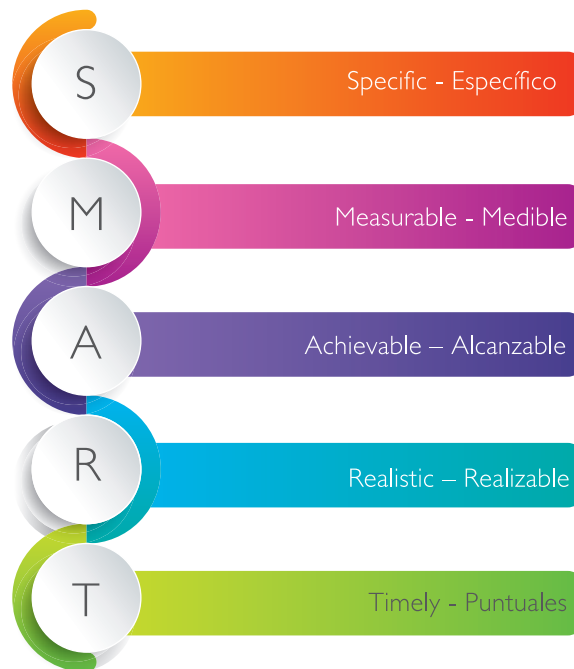 S
Specific - Específico
M
Measurable - Medible
A
Achievable – Alcanzable
R
Realistic – Realizable
T
Timely - Puntuales